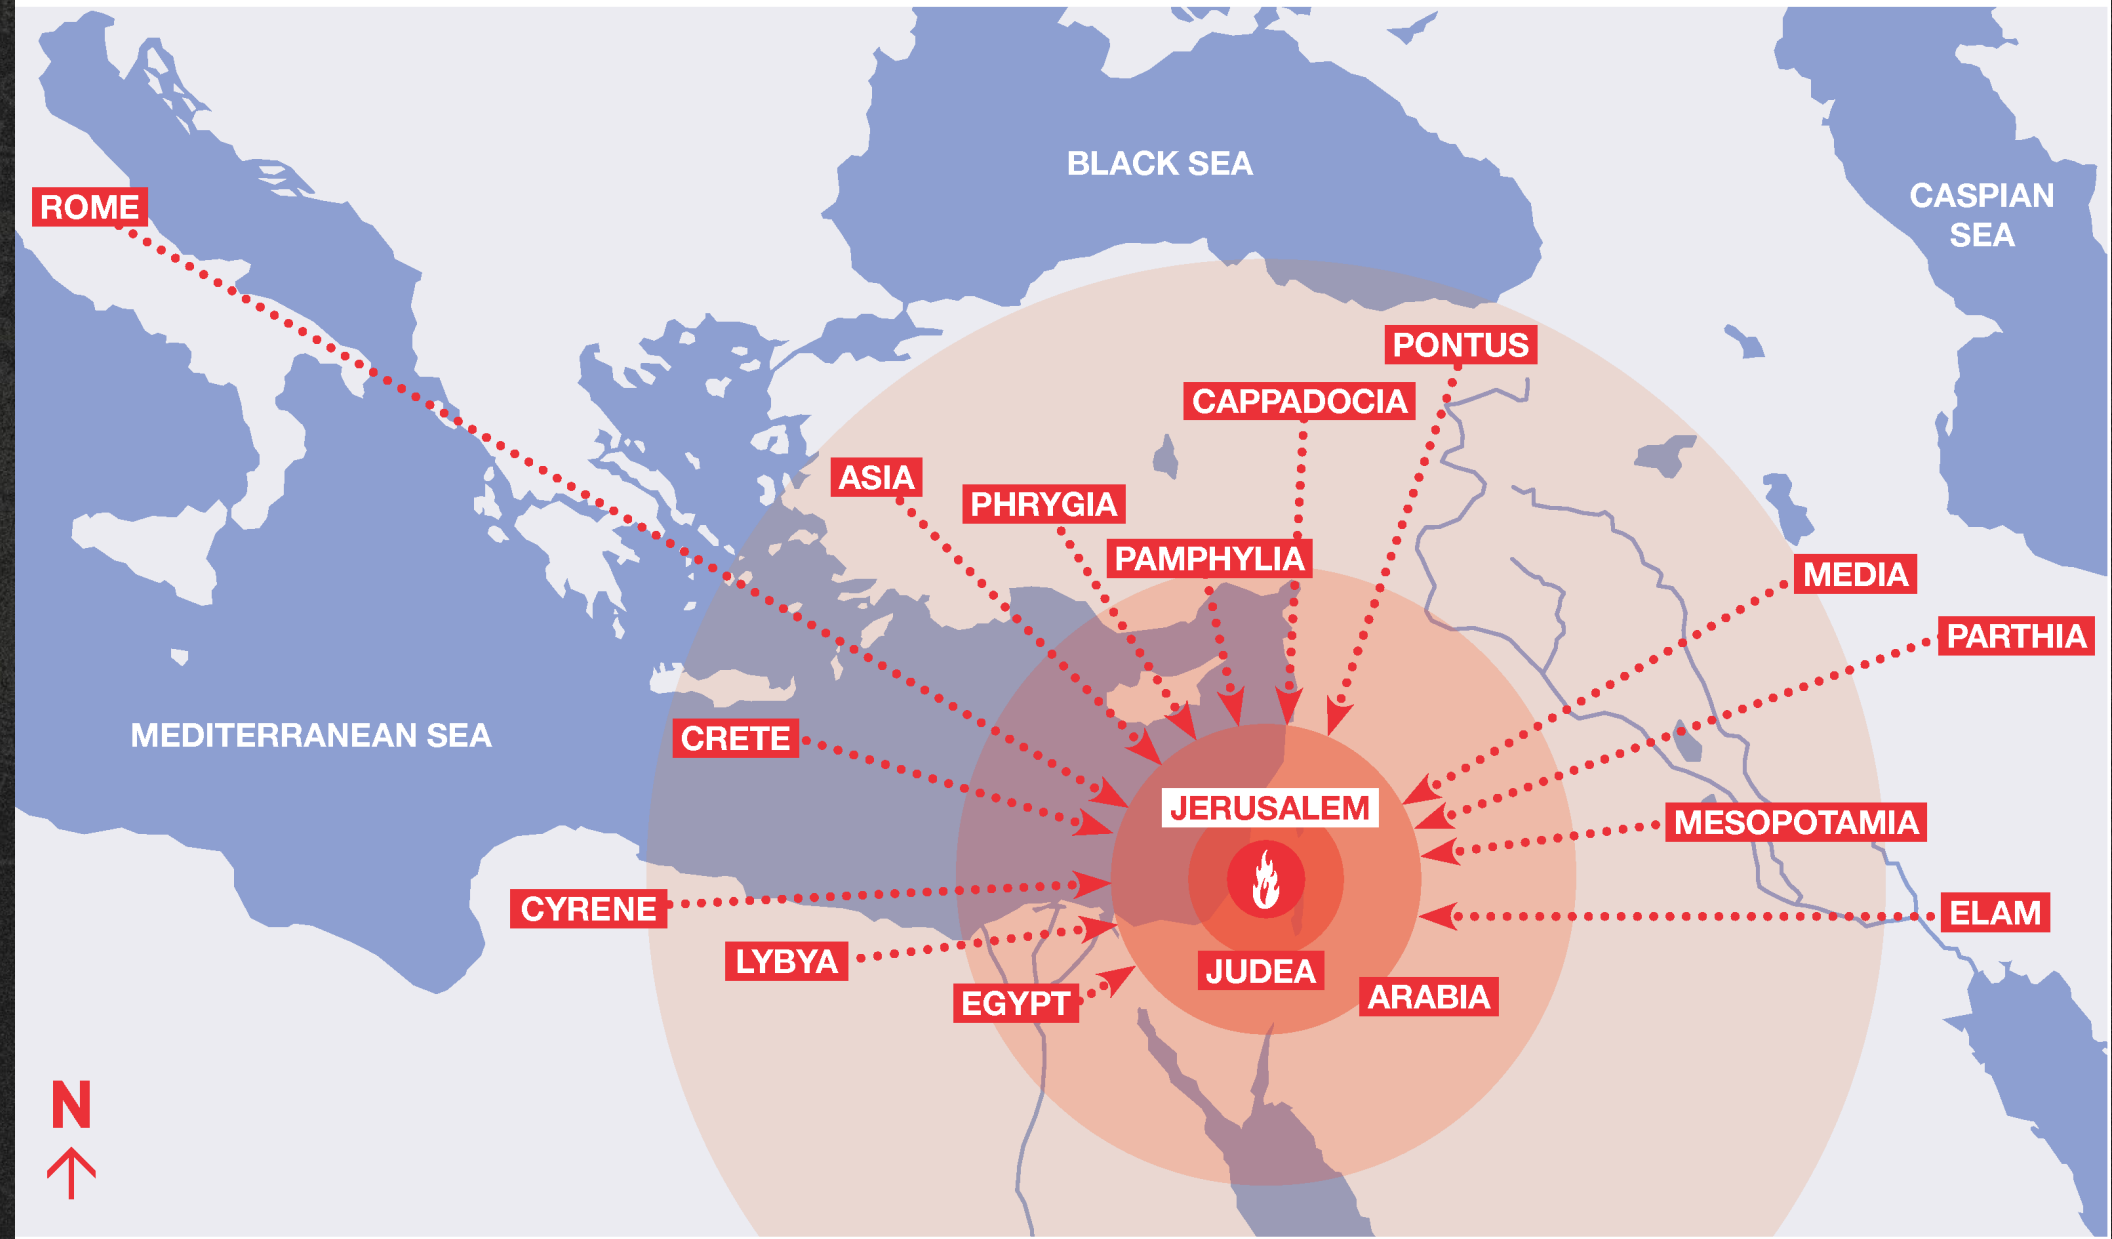 BLACK SEA
CASPIAN
SEA
ROME
PONTUS
CAPPADOCIA
ASIA
PHRYGIA
PAMPHYLIA
MEDIA
PARTHIA
MEDITERRANEAN SEA
CRETE
JERUSALEM
MESOPOTAMIA
CYRENE
ELAM
LYBYA
JUDEA
EGYPT
ARABIA
N